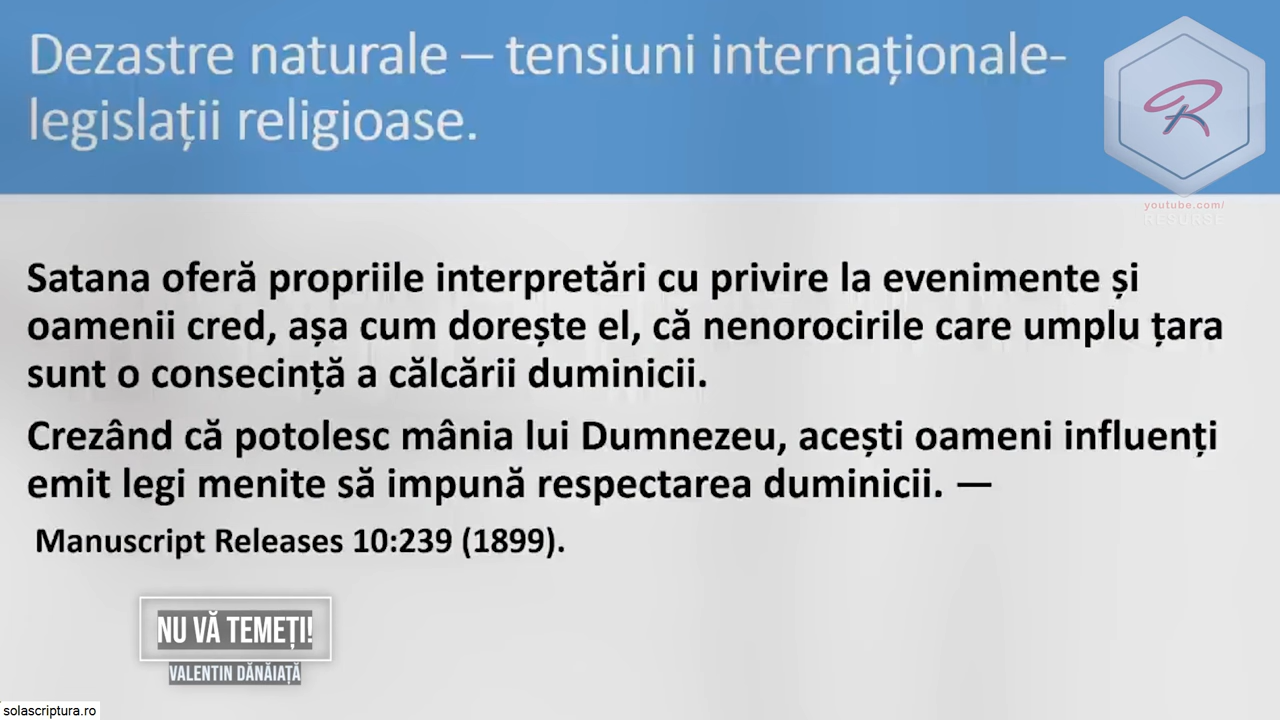 Dezastre naturale – tensiuni internaționale-
legislații religioase.
R
youtube.com/
RESURSE
Satana oferă propriile interpretări cu privire la evenimente și
oamenii cred, așa cum dorește el, că nenorocirile care umplu țara
sunt o consecință a călcării duminicii.
Crezând că potolesc mânia lui Dumnezeu, acești oameni influenți
emit legi menite să impună respectarea duminicii. —
Manuscript Releases 10:239 (1899).
NU VĂ TEMEȚI!
VALENTIN DĂNĂIAȚĂ
solascriptura.ro